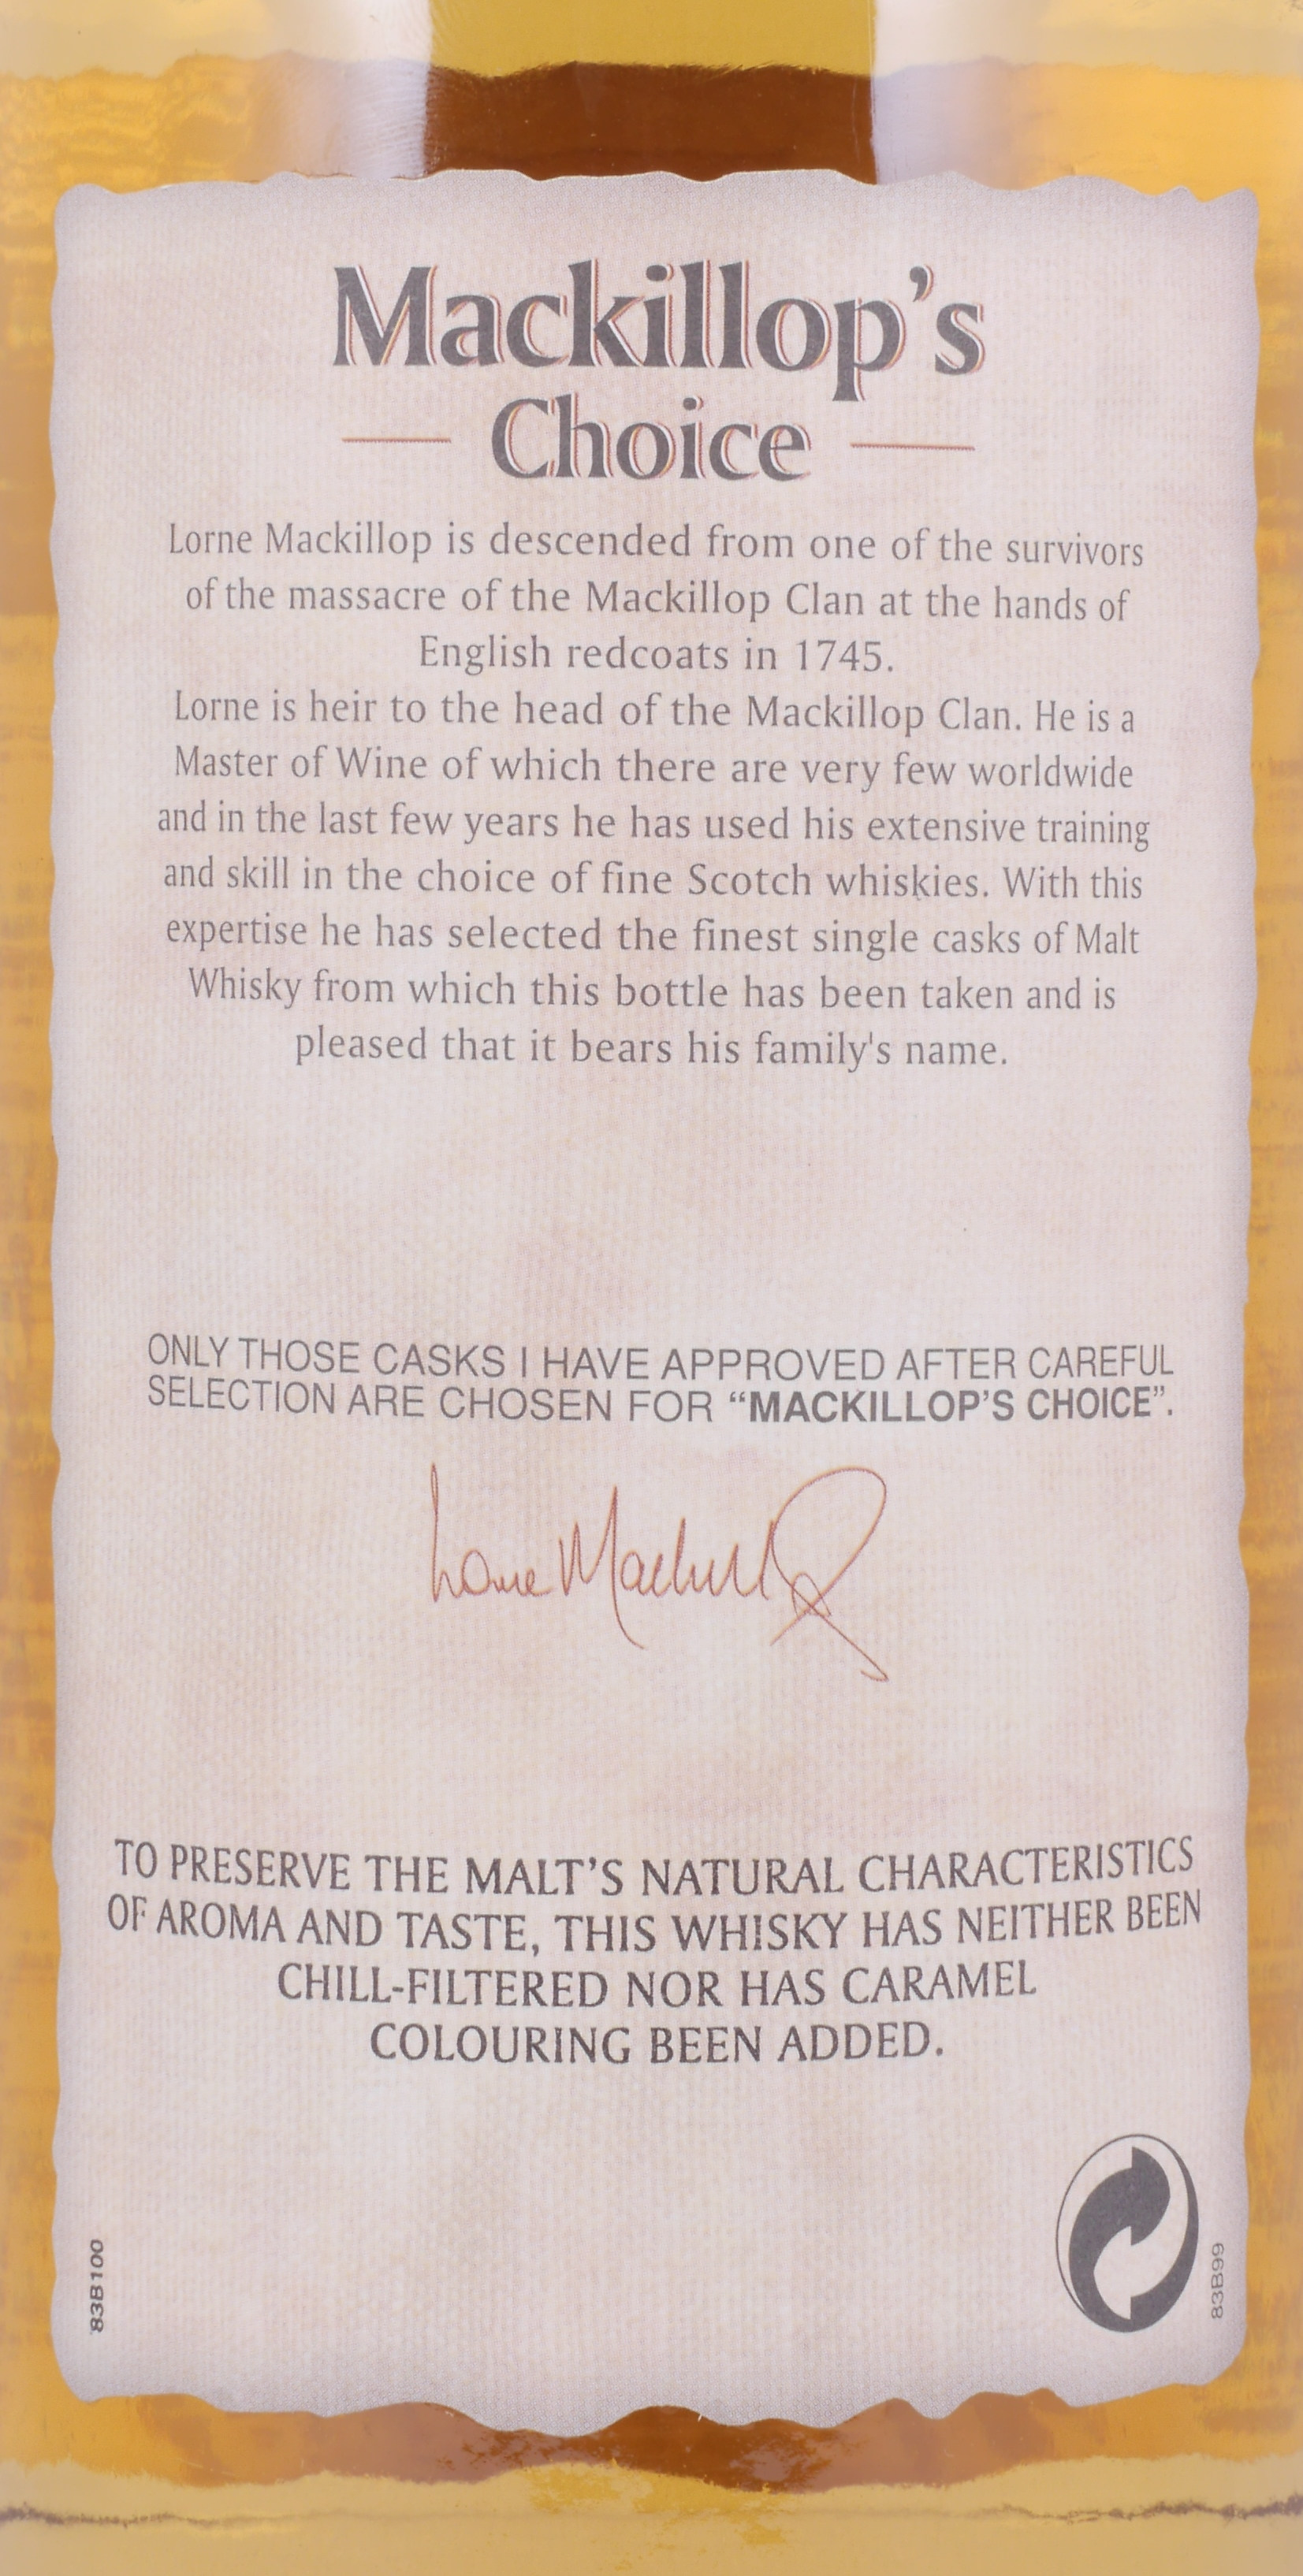 Mackillop's
Choice
Lorne Mackillop is descended from one of the survivors
of the massacre of the Mackillop Clan at the hands of
English redcoats in 1745.
Lorne is heir to the head of the Mackillop Clan. He is a
Master of Wine of which there are very few worldwide
and in the last few years he has used his extensive training
and skill in the choice of fine Scotch whiskies. With this
expertise he has selected the finest single casks of Malt
Whisky from which this bottle has been taken and is
pleased that it bears his family's name.
ONLY THOSE CASKS I HAVE APPROVED AFTER CAREFUL
SELECTION ARE CHOSEN FOR “MACKILLOP'S CHOICE”.
Lorne Mackillop
TO PRESERVE THE MALT'S NATURAL CHARACTERISTICS
OF AROMA AND TASTE, THIS WHISKY HAS NEITHER BEEN
CHILL-FILTERED NOR HAS CARAMEL
COLOURING BEEN ADDED.
83B100
83B99